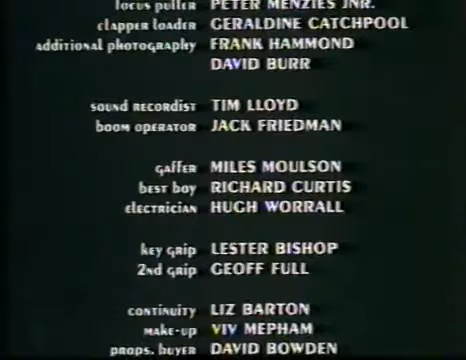 focus puller PETER MENZIES JNR.
clapper loader GERALDINE CATCHPOOL
additional photography FRANK HAMMOND
DAVID BURR
sound recordist TIM LLOYD
boom operator JACK FRIEDMAN
gaffer MILES MOULSON
best boy RICHARD CURTIS
electrician HUGH WORRALL
key grip LESTER BISHOP
2nd grip GEOFF FULL
continuity LIZ BARTON
make-up VIV MEPHAM
props. buyer DAVID BOWDEN